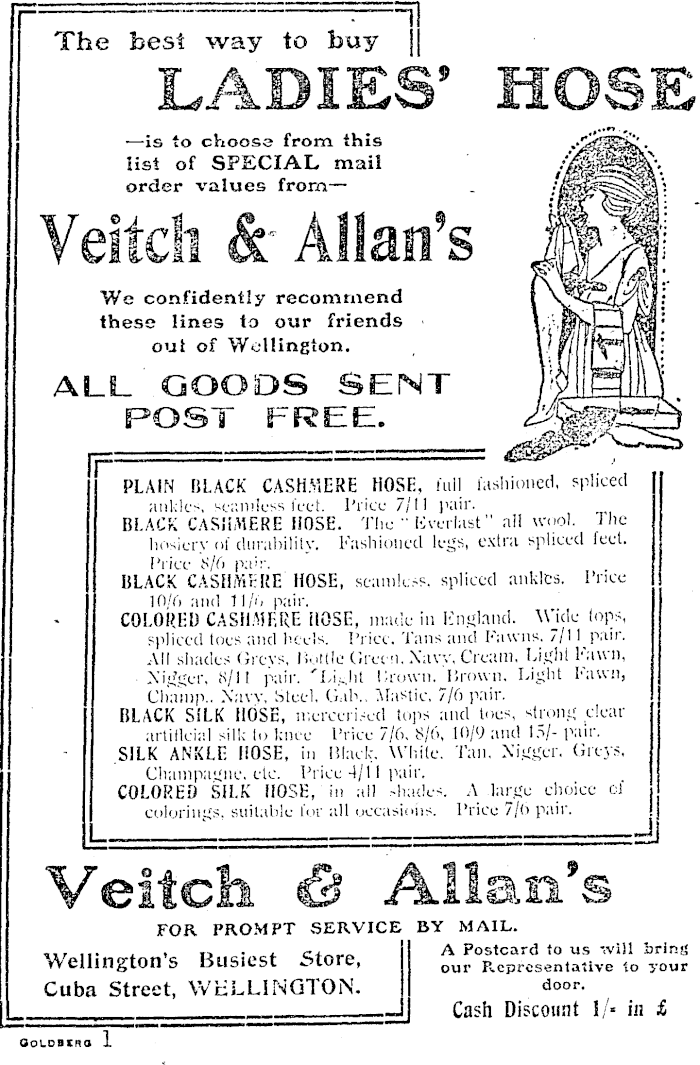 The best way to buy
LADIES' HOSE
—is to choose from this
list of SPECIAL mail
order values from—
Veitch & Allan's
We confidently recommend
these lines to our friends
out of Wellington.
ALL GOODS SENT
POST FREE.
PLAIN BLACK CASHMERE HOSE, full fashioned, spliced
ankles, seamless feet. Price 7/11 pair.
BLACK CASHMERE HOSE. The "Everlast" all wool. The
hosiery of durability. Fashioned legs, extra spliced feet.
Price 8/6 pair.
BLACK CASHMERE HOSE, seamless, spliced ankles. Price
10/6 and 11/6 pair.
COLORED CASHMERE HOSE, made in England. Wide tops,
spliced toes and heels. Price, Tans and Fawns, 7/11 pair.
All shades Greys, Bottle Green, Navy, Cream, Light Fawn,
Nigger, 8/11 pair. Light Brown, Brown, Light Fawn,
Champ., Navy, Steel, Gab., Mastic, 7/6 pair.
BLACK SILK HOSE, mercerised tops and toes, strong clear
artificial silk to knee Price 7/6, 8/6, 10/9 and 15/- pair.
SILK ANKLE HOSE, in Black, White, Tan, Nigger, Greys,
Champagne, etc. Price 4/11 pair.
COLORED SILK HOSE, in all shades. A large choice of
colorings, suitable for all occasions. Price 7/6 pair.
Veitch & Allan's
FOR PROMPT SERVICE BY MAIL.
Wellington's Busiest Store,
Cuba Street, WELLINGTON.
A Postcard to us will bring
our Representative to your
door.
Cash Discount 1/- in £
GOLDBERG 1